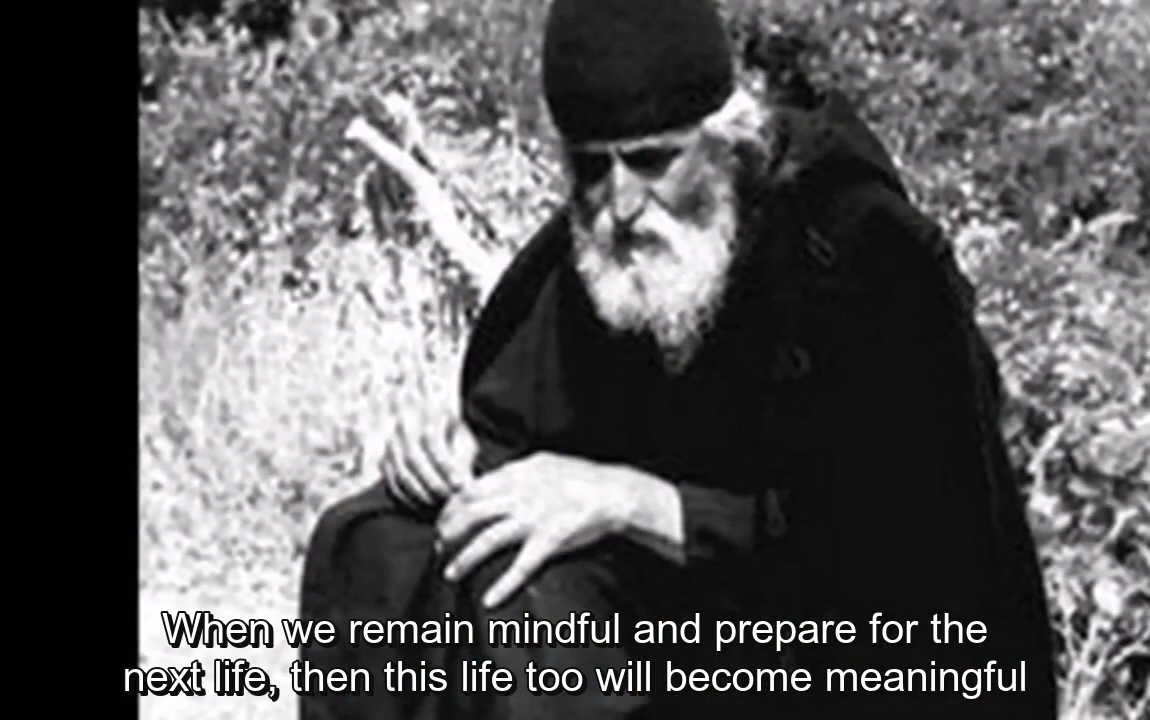 When we remain mindful and prepare for the
next life, then this life too will become meaningful